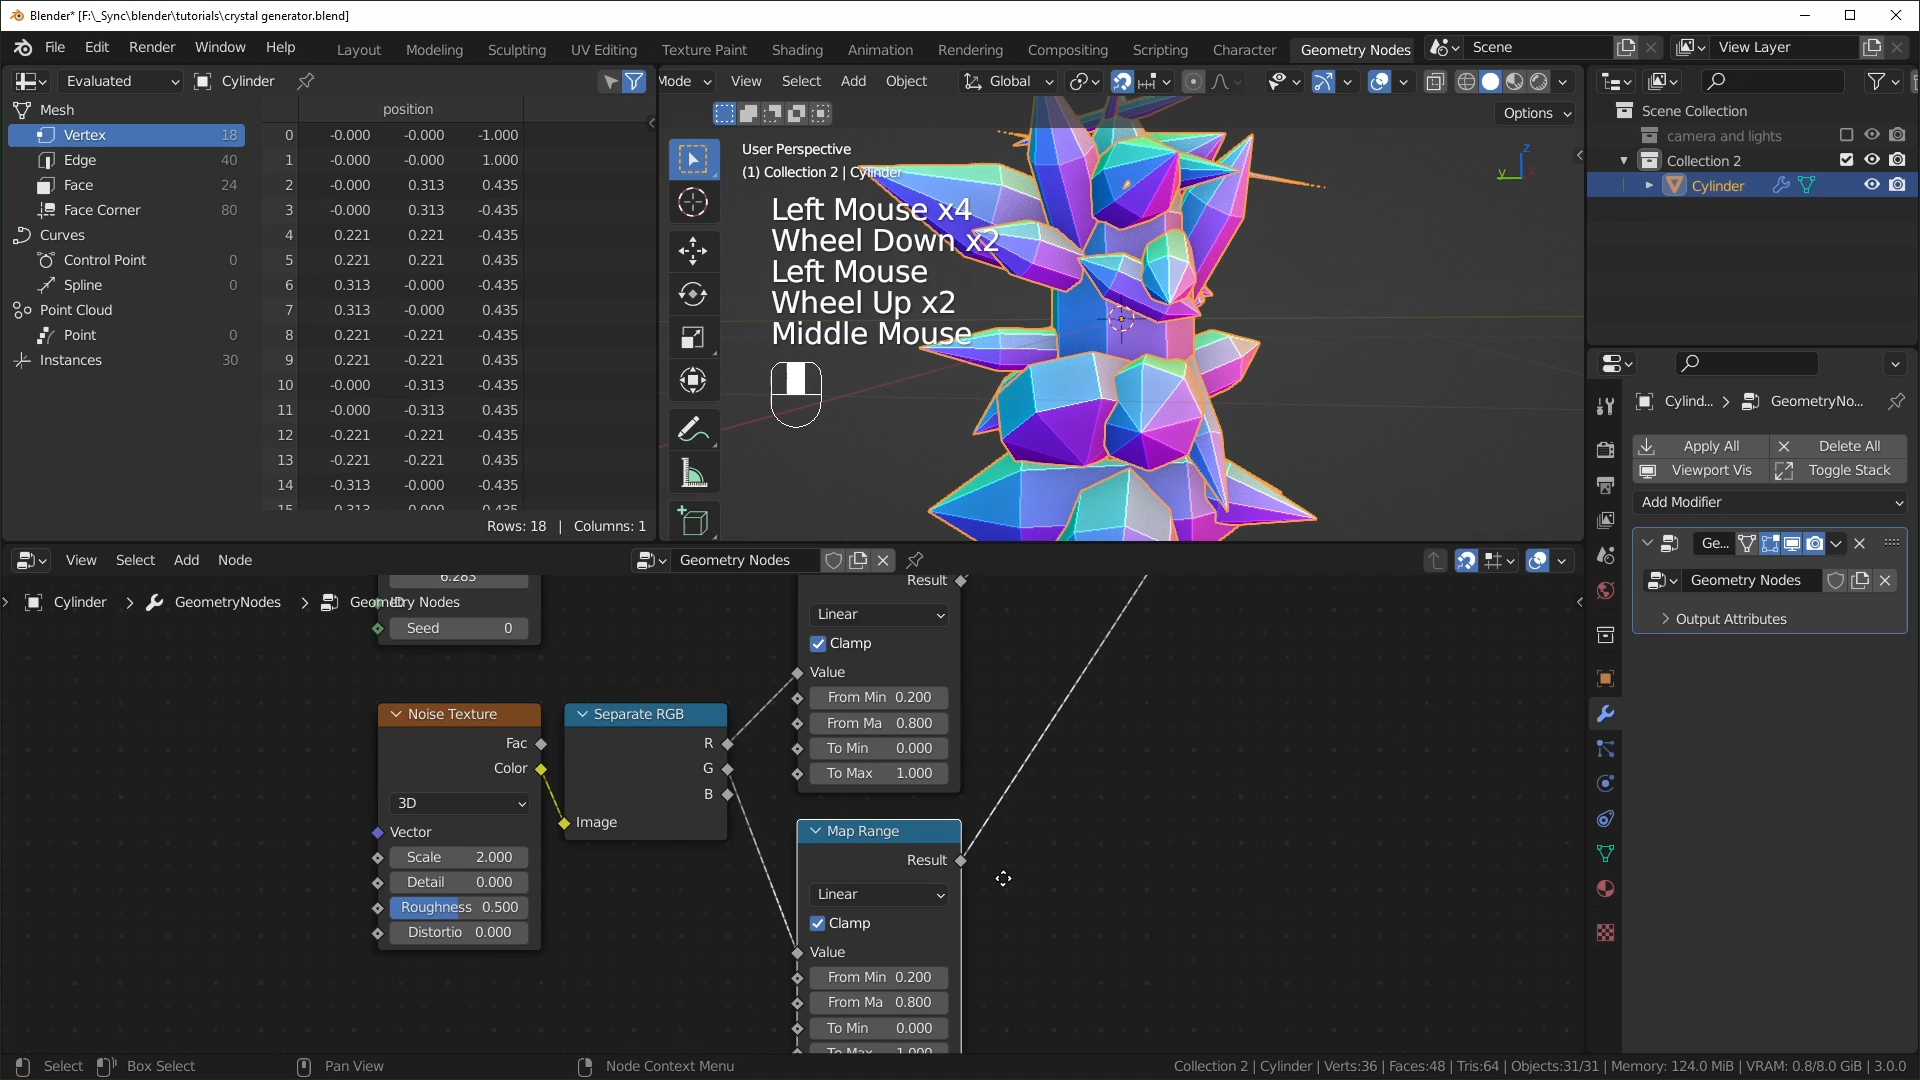 Blender* [F:\_Sync\blender\tutorials\crystal generator.blend]
File Edit Render Window Help Layout Modeling Sculpting UV Editing Texture Paint Shading Animation Rendering Compositing Scripting Character Geometry Nodes Scene View Layer
Evaluated Cylinder
Mode View Select Add Object Global
Options
Mesh
Vertex 18
Edge 40
Face 24
Face Corner 80
Curves
Control Point 0
Spline 0
Point Cloud
Point 0
Instances 30
position
0 -0.000 -0.000 -1.000
1 -0.000 -0.000 1.000
2 -0.000 0.313 0.435
3 -0.000 0.313 -0.435
4 0.221 0.221 -0.435
5 0.221 0.221 0.435
6 0.313 -0.000 -0.435
7 0.313 -0.000 0.435
8 0.221 -0.221 0.435
9 0.221 -0.221 -0.435
10 -0.000 -0.313 -0.435
11 -0.000 -0.313 0.435
12 -0.221 -0.221 -0.435
13 -0.221 -0.221 0.435
14 -0.313 -0.000 -0.435
Rows: 18 | Columns: 1
User Perspective
(1) Collection 2 | Cylinder
Left Mouse x4
Wheel Down x2
Left Mouse
Wheel Up x2
Middle Mouse
Z
Y
Scene Collection
camera and lights
Collection 2
Cylinder
Cylind... > GeometryNo...
Apply All Delete All
Viewport Vis Toggle Stack
Add Modifier
Ge...
Geometry Nodes
Output Attributes
View Select Add Node Geometry Nodes
Cylinder > GeometryNodes > Geometry Nodes
6.283
ID
Seed 0
Noise Texture
Fac
Color
3D
Vector
Scale 2.000
Detail 0.000
Roughness 0.500
Distortio 0.000
Separate RGB
R
G
B
Image
Result
Linear
Clamp
Value
From Min 0.200
From Ma 0.800
To Min 0.000
To Max 1.000
Map Range
Result
Linear
Clamp
Value
From Min 0.200
From Ma 0.800
To Min 0.000
To Max 1.000
Select Box Select Pan View Node Context Menu
Collection 2 | Cylinder | Verts:36 | Faces:48 | Tris:64 | Objects:31/31 | Memory: 124.0 MiB | VRAM: 0.8/8.0 GiB | 3.0.0